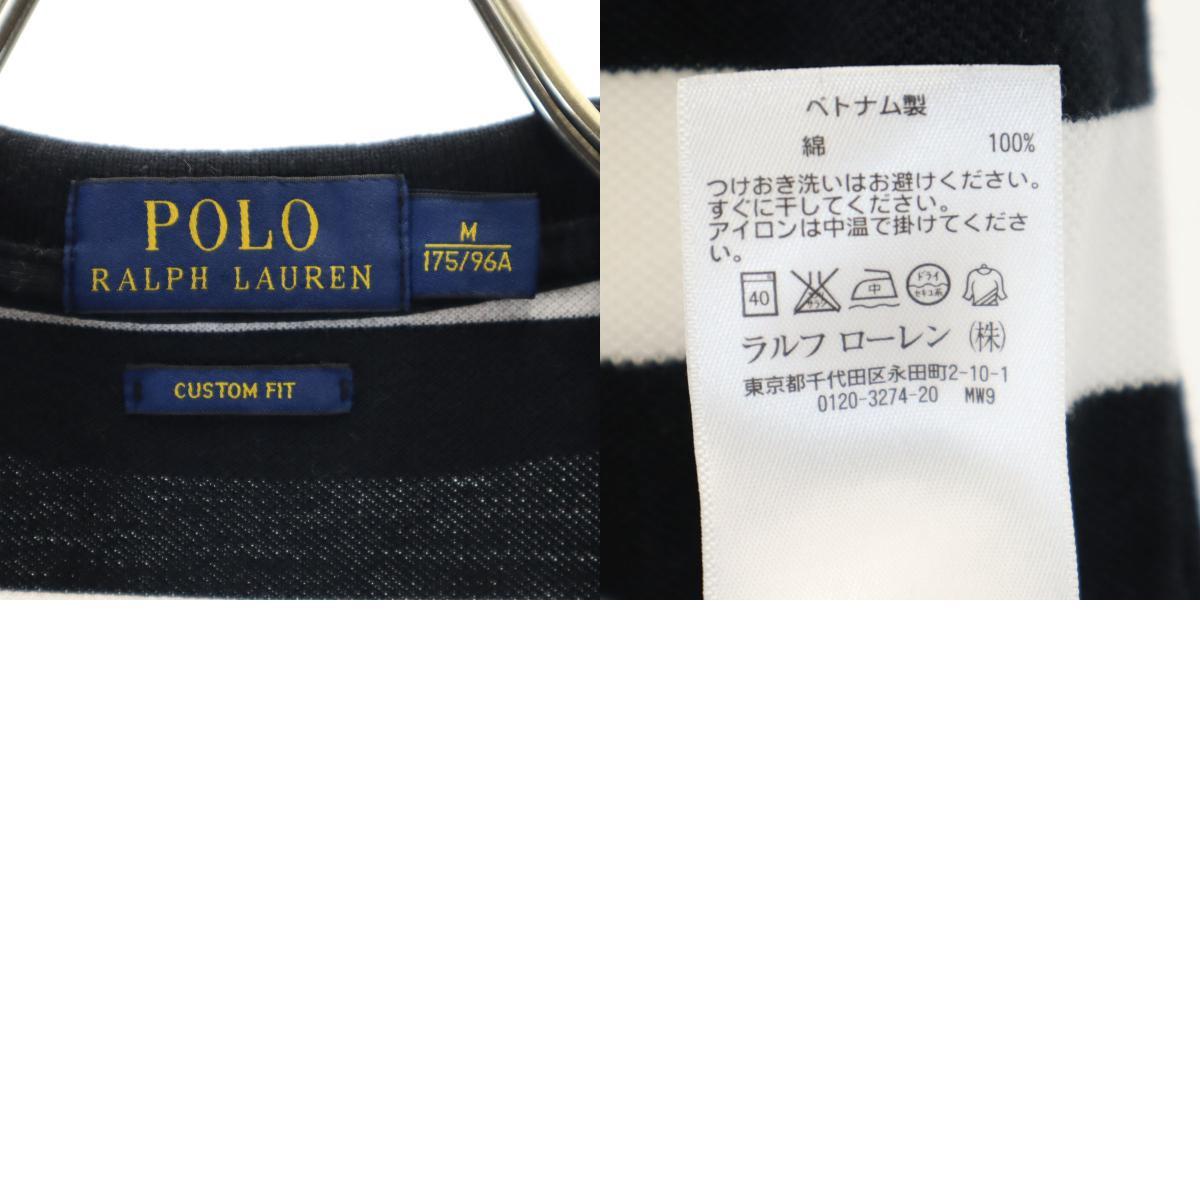 POLO
RALPH LAUREN
M
175/96A
CUSTOM FIT
ベトナム製
綿 100%
つけおき洗いはお避けください。
すぐに干してください。
アイロンは中温で掛けてくださ
い。
40 中 ドライ セキユ系
ラルフ ローレン (株)
東京都千代田区永田町2-10-1
0120-3274-20 MW9